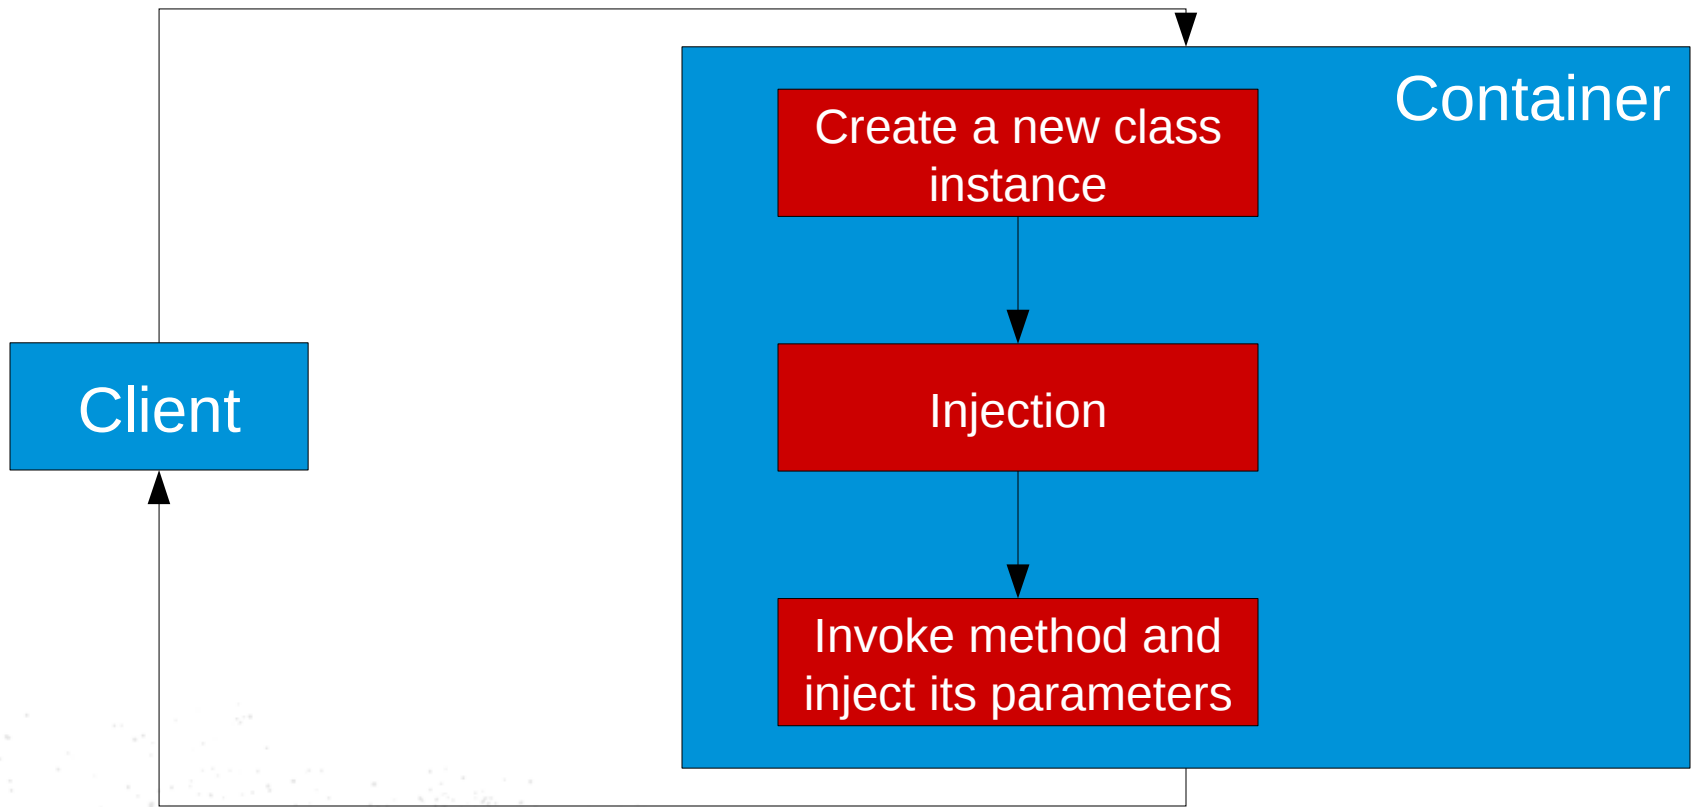 Container
Create a new class
instance
Client
Injection
Invoke method and
inject its parameters